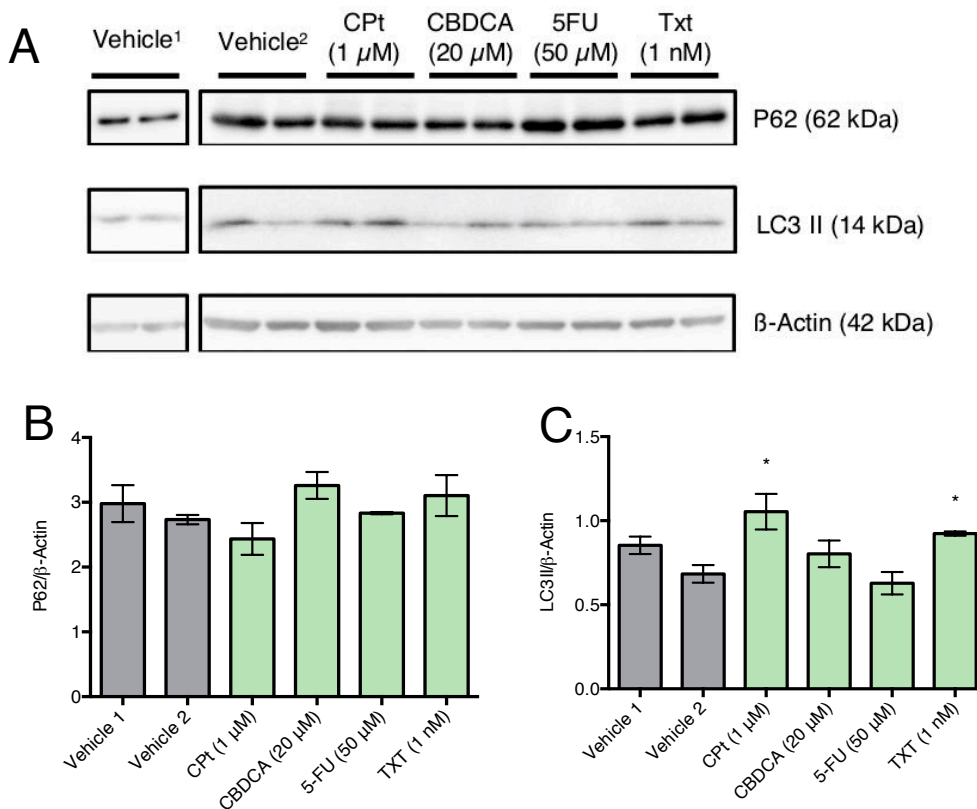 A
Vehicle¹
Vehicle²
CPt
(1 µM)
CBDCA
(20 µM)
5FU
(50 µM)
Txt
(1 nM)
P62 (62 kDa)
LC3 II (14 kDa)
ß-Actin (42 kDa)
B
P62/β-Actin
4
3
2
1
0
Vehicle 1
Vehicle 2
CPt (1 µM)
CBDCA (20 µM)
5-FU (50 µM)
TXT (1 nM)
C
LC3II/β-Actin
1.5
1.0
0.5
0.0
*
*
Vehicle 1
Vehicle 2
CPt (1 µM)
CBDCA (20 µM)
5-FU (50 µM)
TXT (1 nM)